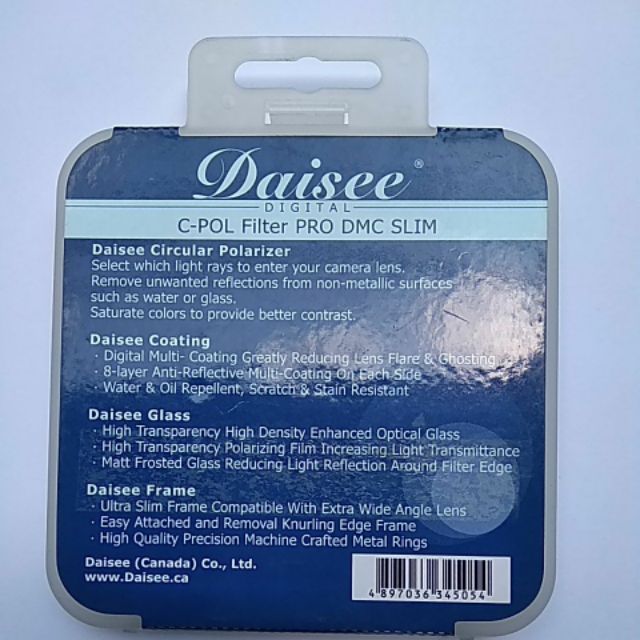 Daisee®
DIGITAL
C-POL Filter PRO DMC SLIM
Daisee Circular Polarizer
Select which light rays to enter your camera lens.
Remove unwanted reflections from non-metallic surfaces
such as water or glass.
Saturate colors to provide better contrast.
Daisee Coating
· Digital Multi- Coating Greatly Reducing Lens Flare & Ghosting
· 8-layer Anti-Reflective Multi-Coating On Each Side
· Water & Oil Repellent, Scratch & Stain Resistant
Daisee Glass
· High Transparency High Density Enhanced Optical Glass
· High Transparency Polarizing Film Increasing Light Transmittance
· Matt Frosted Glass Reducing Light Reflection Around Filter Edge
Daisee Frame
· Ultra Slim Frame Compatible With Extra Wide Angle Lens
· Easy Attached and Removal Knurling Edge Frame
· High Quality Precision Machine Crafted Metal Rings
Daisee (Canada) Co., Ltd.
www.Daisee.ca
4 897036 345054